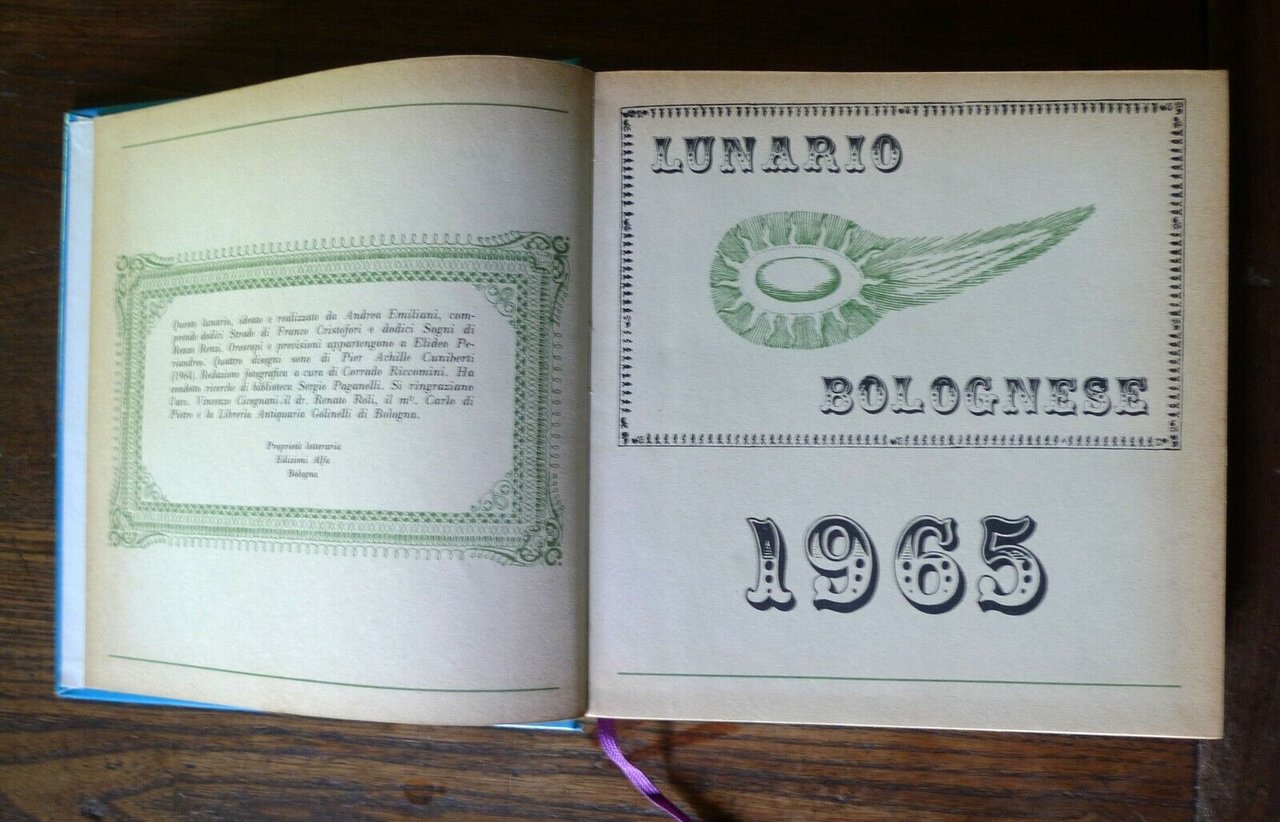 Questo lunario, ideato e realizzato da Andrea Emiliani, com-
prende dodici Strade di Franco Cristofori e dodici Sogni di
Renzo Renzi. Oroscopi e previsioni appartengono a Elideo Pe-
riandreo. Quattro disegni sono di Pier Achille Cuniberti
(1964). Redazione fotografica a cura di Corrado Riccomini. Ha
condotto ricerche di biblioteca Sergio Paganelli. Si ringraziano
l'avv. Vincenzo Cicognani, il dr. Renato Roli, il mº. Carlo di
Pietro e la Libreria Antiquaria Golinelli di Bologna.
Proprietà letteraria
Edizioni Alfa
Bologna
LUNARIO
BOLOGNESE
1965